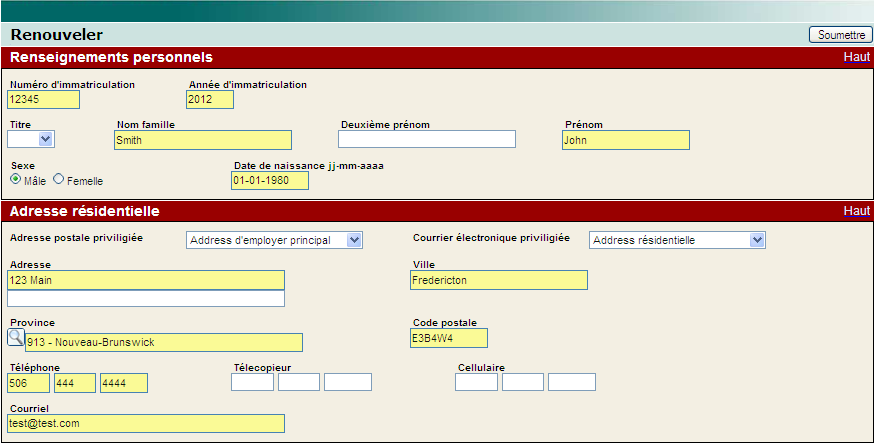 Renouveler Soumettre
Renseignements personnels Haut
Numéro d'immatriculation Année d'immatriculation
12345 2012
Titre Nom famille Deuxième prénom Prénom
Smith John
Sexe Date de naissance jj-mm-aaaa
Mâle Femelle 01-01-1980
Adresse résidentielle Haut
Adresse postale priviligiée Address d'employer principal Courrier électronique priviligiée Address résidentielle
Adresse Ville
123 Main Fredericton
Province Code postale
913 - Nouveau-Brunswick E3B4W4
Téléphone Télecopieur Cellulaire
506 444 4444
Courriel
test@test.com